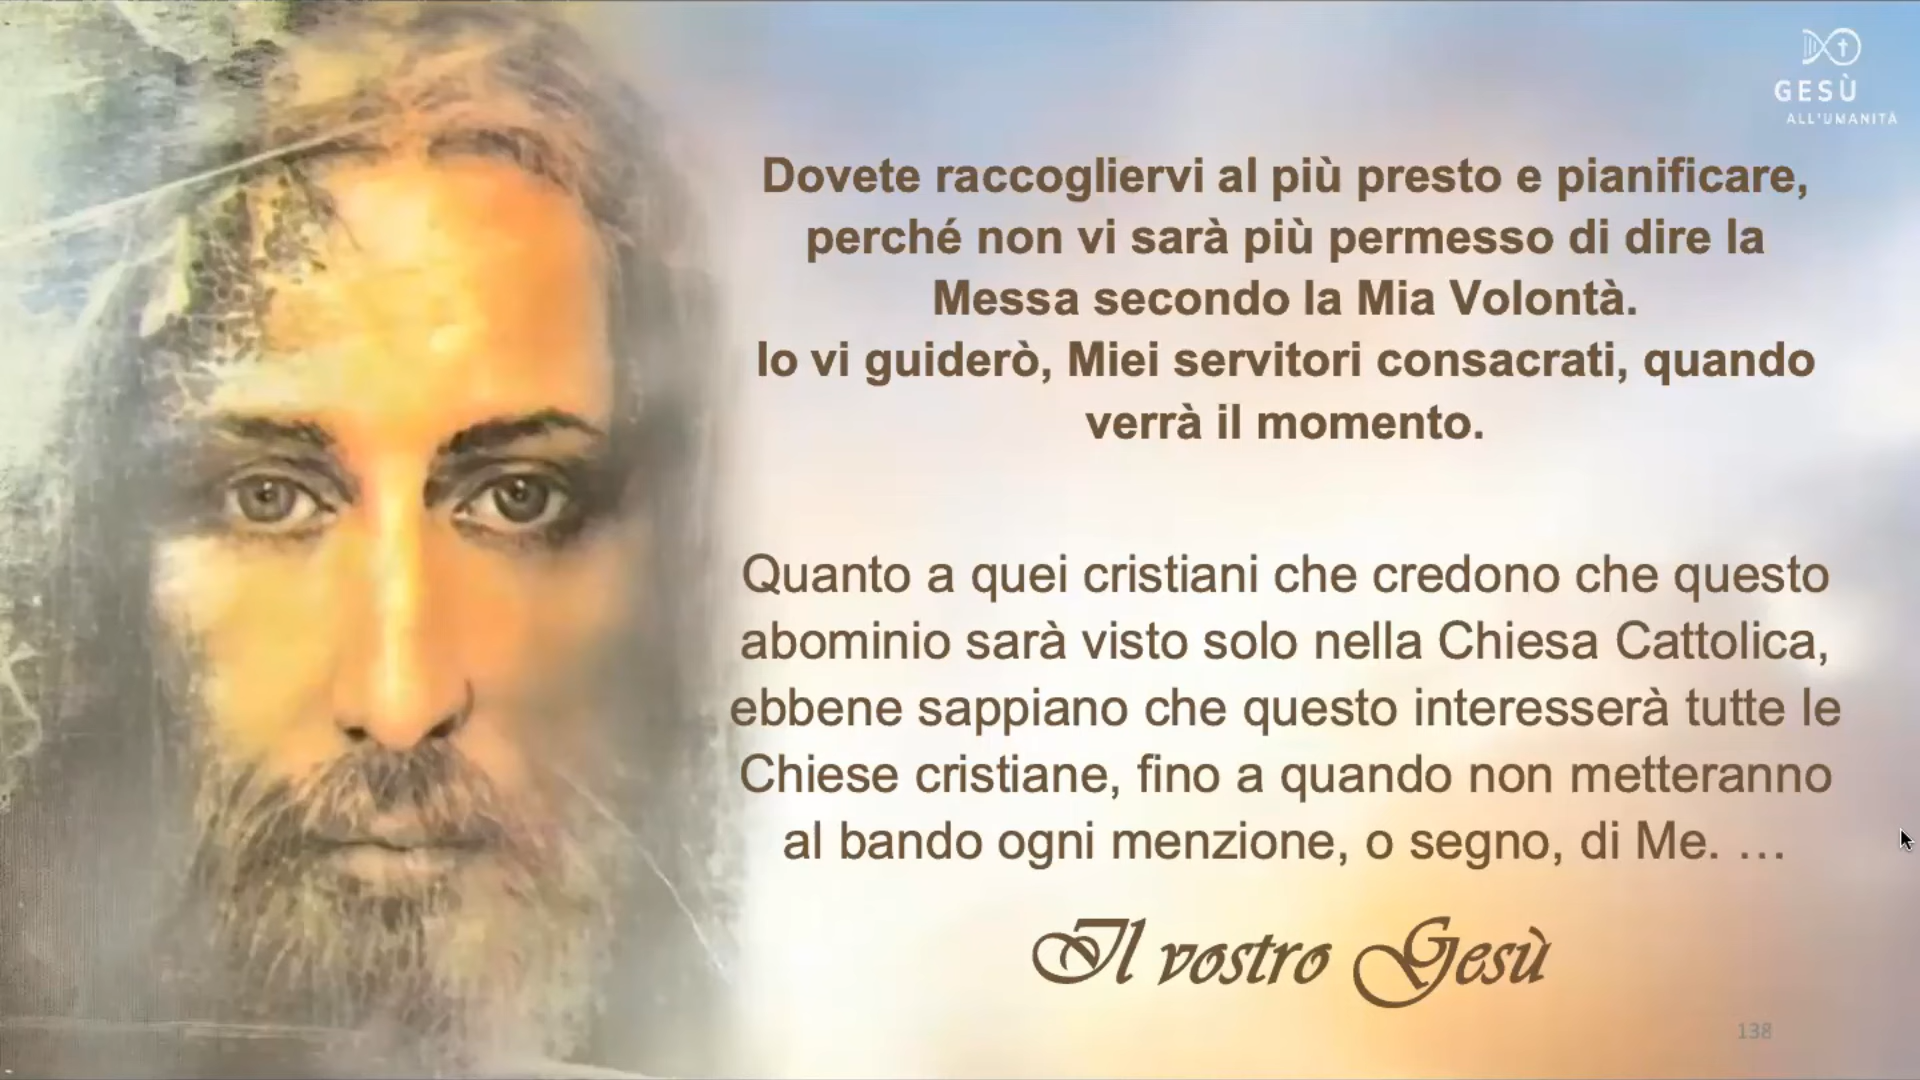 GESÙ
ALL'UMANITÀ
Dovete raccogliervi al più presto e pianificare,
perché non vi sarà più permesso di dire la
Messa secondo la Mia Volontà.
Io vi guiderò, Miei servitori consacrati, quando
verrà il momento.
Quanto a quei cristiani che credono che questo
abominio sarà visto solo nella Chiesa Cattolica,
ebbene sappiano che questo interesserà tutte le
Chiese cristiane, fino a quando non metteranno
al bando ogni menzione, o segno, di Me. …
Il vostro Gesù
138